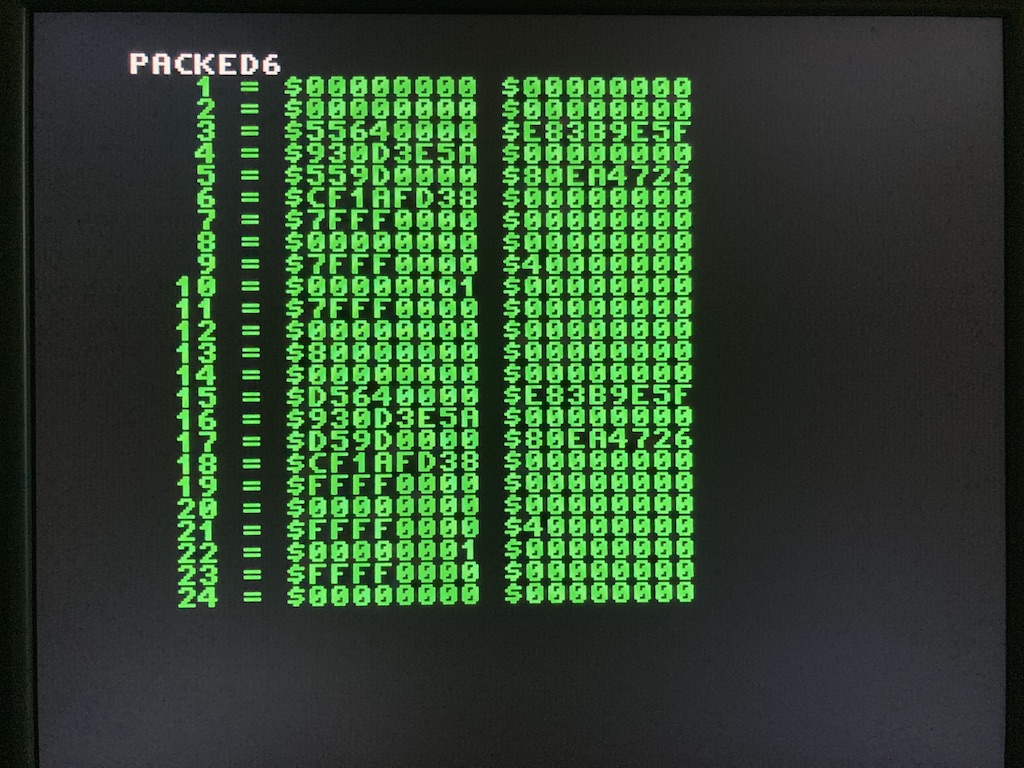 PACKED6
1 = $00000000 $00000000
2 = $00000000 $00000000
3 = $55640000 $E83B9E5F
4 = $930D3E5A $00000000
5 = $559D0000 $80EA4726
6 = $CF1AFD38 $00000000
7 = $7FFF0000 $00000000
8 = $00000000 $00000000
9 = $7FFF0000 $40000000
10 = $00000001 $00000000
11 = $7FFF0000 $00000000
12 = $00000000 $00000000
13 = $80000000 $00000000
14 = $00000000 $00000000
15 = $D5640000 $E83B9E5F
16 = $930D3E5A $00000000
17 = $D59D0000 $80EA4726
18 = $CF1AFD38 $00000000
19 = $FFFF0000 $00000000
20 = $00000000 $00000000
21 = $FFFF0000 $40000000
22 = $00000001 $00000000
23 = $FFFF0000 $00000000
24 = $00000000 $00000000